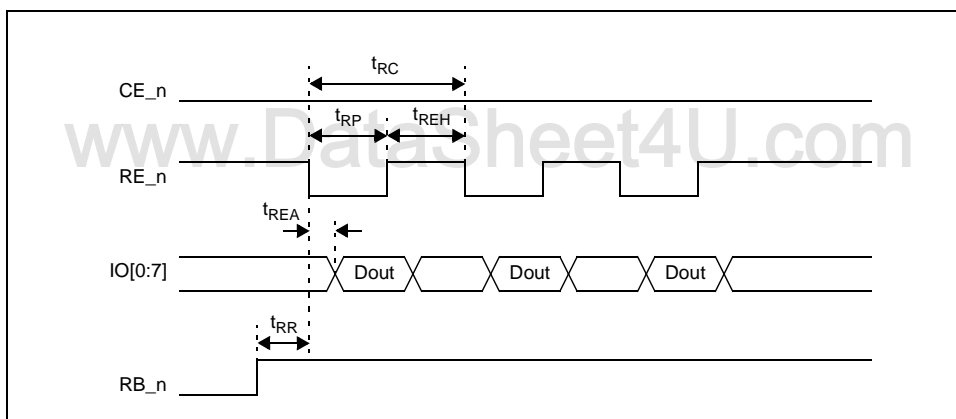 tRC
CE_n
tRP
tREH
www.DataSheet4U.com
RE_n
tREA
IO[0:7]
Dout
Dout
Dout
tRR
RB_n